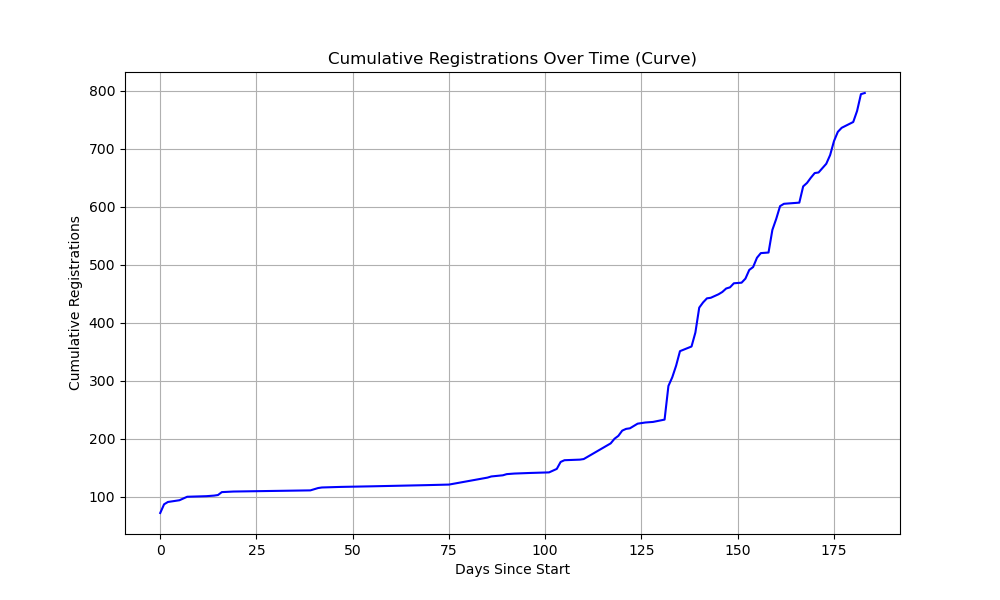 Cumulative Registrations Over Time (Curve)
Cumulative Registrations
800
700
600
500
400
300
200
100
0 25 50 75 100 125 150 175
Days Since Start